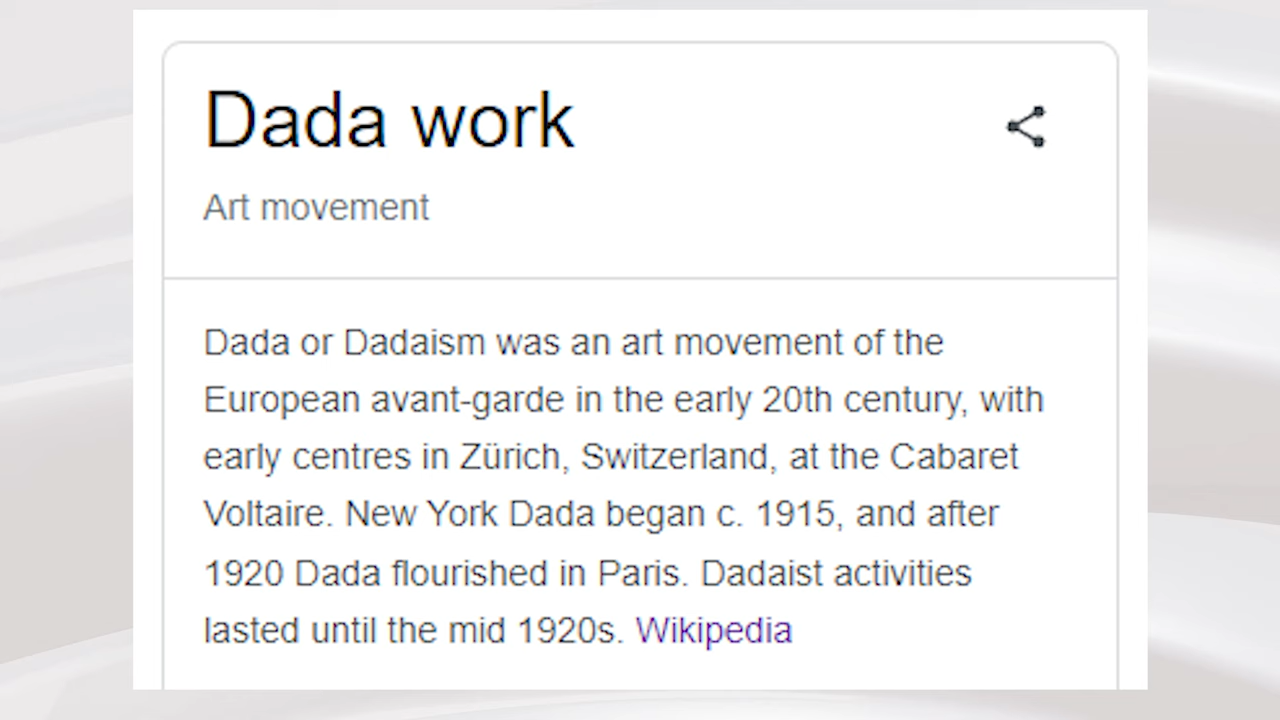 Dada work
Art movement
Dada or Dadaism was an art movement of the
European avant-garde in the early 20th century, with
early centres in Zürich, Switzerland, at the Cabaret
Voltaire. New York Dada began c. 1915, and after
1920 Dada flourished in Paris. Dadaist activities
lasted until the mid 1920s. Wikipedia